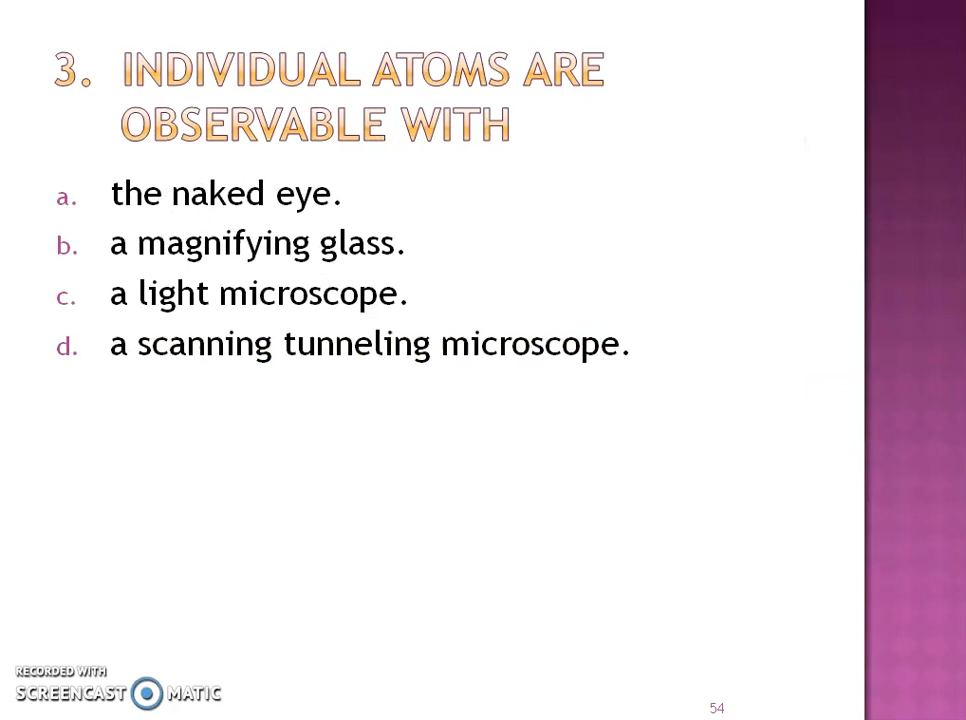 3. INDIVIDUAL ATOMS ARE
OBSERVABLE WITH
a. the naked eye.
b. a magnifying glass.
c. a light microscope.
d. a scanning tunneling microscope.
RECORDED WITH
SCREENCAST MATIC
54